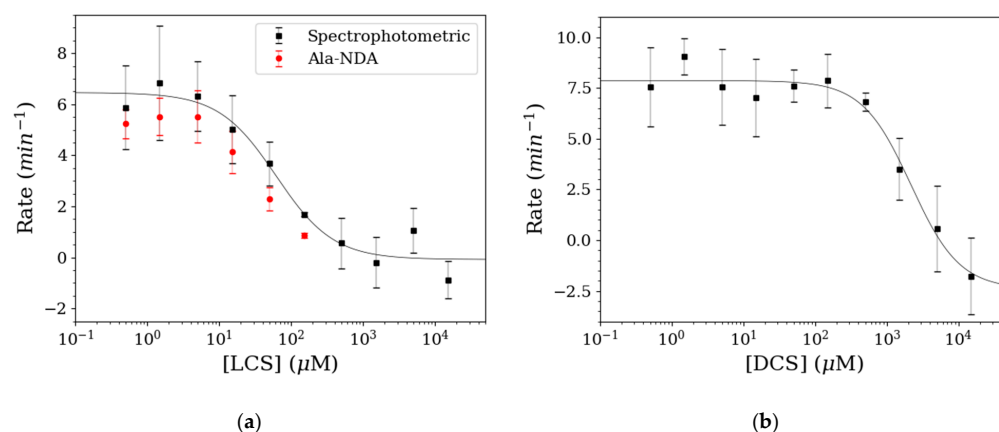 Spectrophotometric
Ala-NDA
Rate (min⁻¹)
8
6
4
2
0
−2
10⁻¹ 10⁰ 10¹ 10² 10³ 10⁴
[LCS] (μM)
(a)
Rate (min⁻¹)
10.0
7.5
5.0
2.5
0.0
−2.5
10⁻¹ 10⁰ 10¹ 10² 10³ 10⁴
[DCS] (μM)
(b)